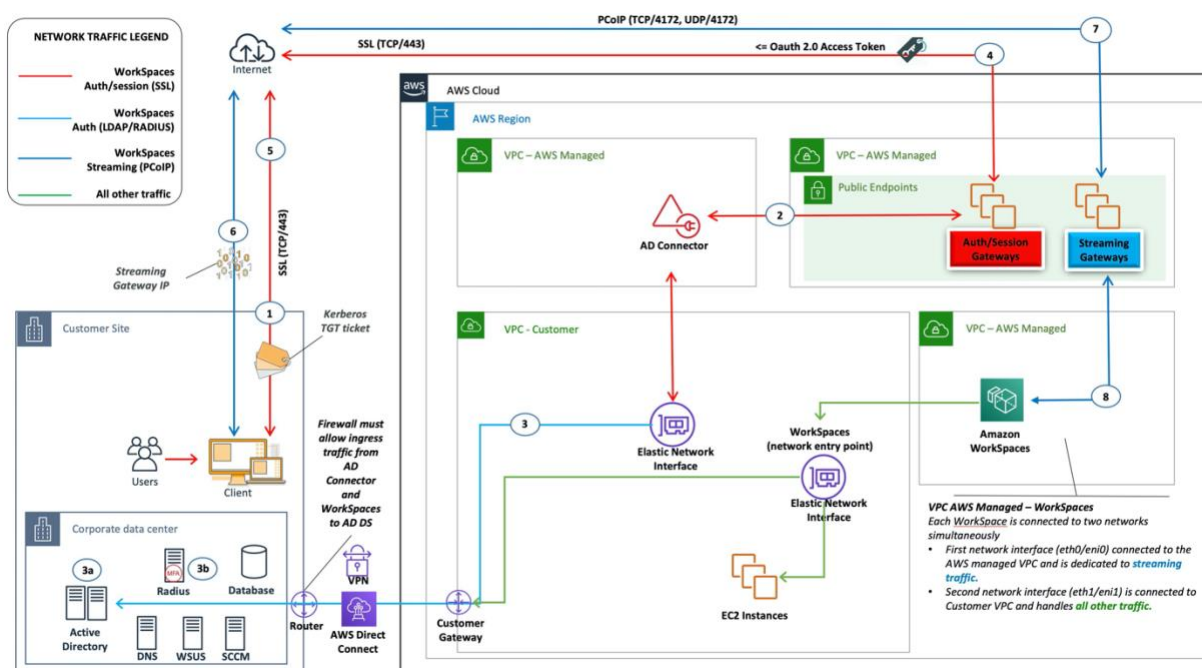 NETWORK TRAFFIC LEGEND
WorkSpaces
Auth/session (SSL)
WorkSpaces
Auth (LDAP/RADIUS)
WorkSpaces
Streaming (PCoIP)
All other traffic
Internet
PCoIP (TCP/4172, UDP/4172)
7
SSL (TCP/443)
<= Oauth 2.0 Access Token
4
aws
AWS Cloud
AWS Region
VPC – AWS Managed
AD Connector
2
VPC – AWS Managed
Public Endpoints
Auth/Session
Gateways
Streaming
Gateways
5
6
SSL (TCP/443)
Streaming
Gateway IP
1
Kerberos
TGT ticket
Customer Site
Users
Client
Firewall must
allow ingress
traffic from
AD
Connector
and
WorkSpaces
to AD DS
Corporate data center
3a
MFA
3b
Radius
Database
Active
Directory
DNS
WSUS
SCCM
Router
VPN
AWS Direct
Connect
VPC - Customer
3
Elastic Network
Interface
WorkSpaces
(network entry point)
Elastic Network
Interface
Customer
Gateway
EC2 Instances
VPC – AWS Managed
8
Amazon
WorkSpaces
VPC AWS Managed – WorkSpaces
Each WorkSpace is connected to two networks
simultaneously
• First network interface (eth0/eni0) connected to the
AWS managed VPC and is dedicated to streaming
traffic.
• Second network interface (eth1/eni1) is connected to
Customer VPC and handles all other traffic.